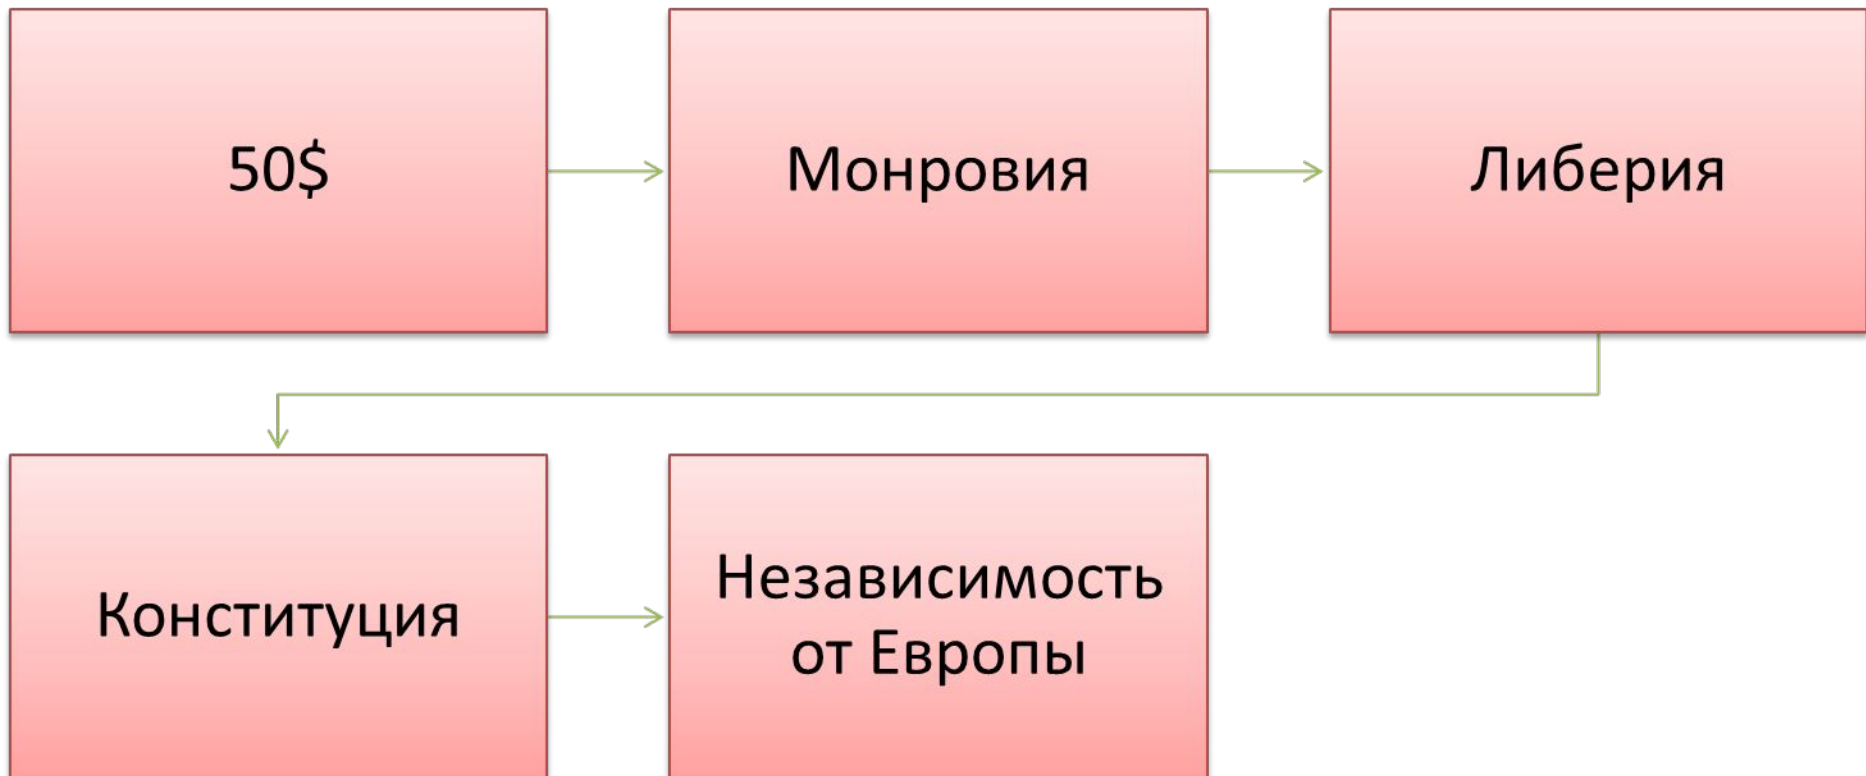 50$
Монровия
Либерия
Конституция
Независимость
от Европы